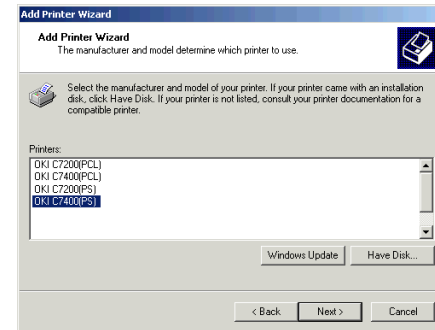 Add Printer Wizard
Add Printer Wizard
The manufacturer and model determine which printer to use.
Select the manufacturer and model of your printer. If your printer came with an installation
disk, click Have Disk. If your printer is not listed, consult your printer documentation for a
compatible printer.
Printers:
OKI C7200(PCL)
OKI C7400(PCL)
OKI C7200(PS)
OKI C7400(PS)
Windows Update
Have Disk...
< Back
Next >
Cancel